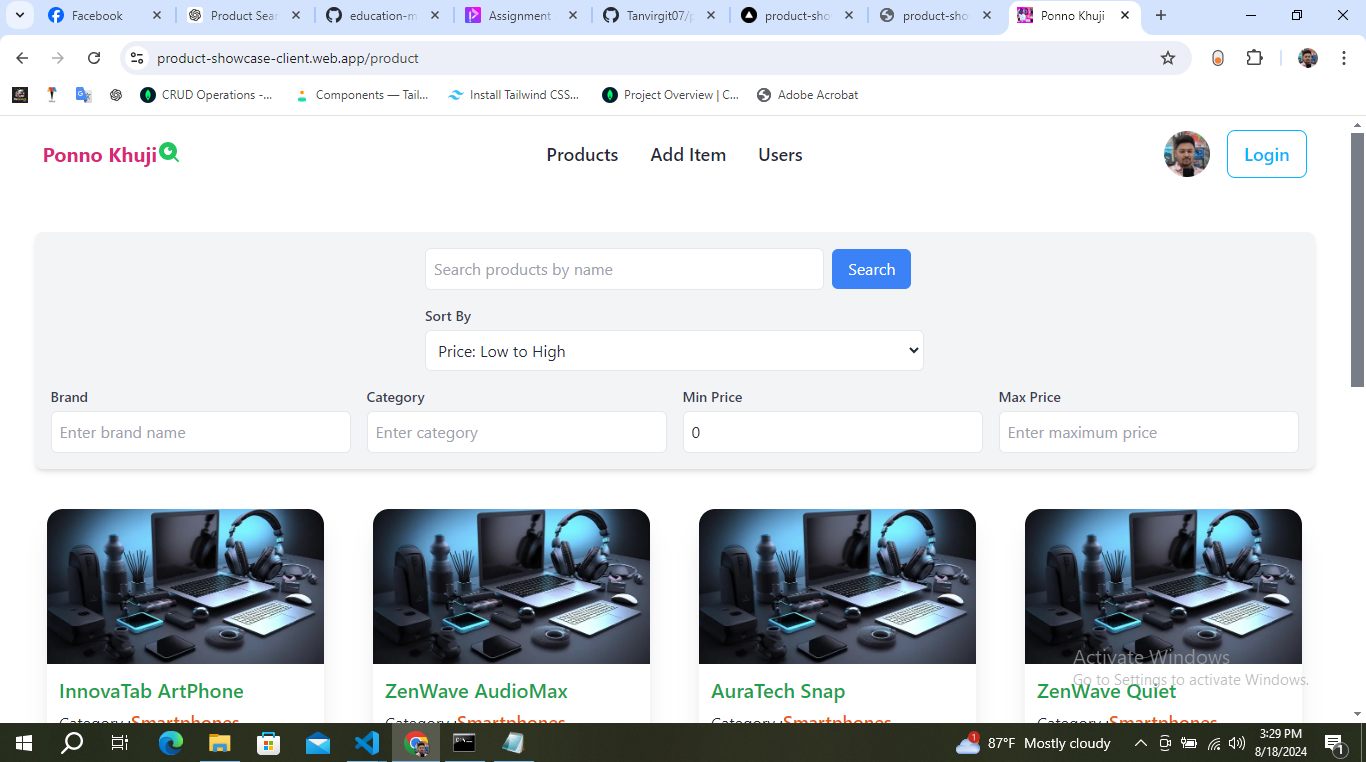 Facebook
Product Sear
education-m
Assignment
Tanvirgit07/p
product-sho
product-sho
Ponno Khuji
product-showcase-client.web.app/product
CRUD Operations -...
Components — Tail...
Install Tailwind CSS...
Project Overview | C...
Adobe Acrobat
Ponno Khuji
Products
Add Item
Users
Login
Search products by name
Search
Sort By
Price: Low to High
Brand
Category
Min Price
Max Price
Enter brand name
Enter category
0
Enter maximum price
InnovaTab ArtPhone
ZenWave AudioMax
AuraTech Snap
ZenWave Quiet
Category :Smartphones
Category :Smartphones
Category :Smartphones
Category :Smartphones
Activate Windows
Go to Settings to activate Windows.
1
87°F Mostly cloudy
3:29 PM
8/18/2024
1